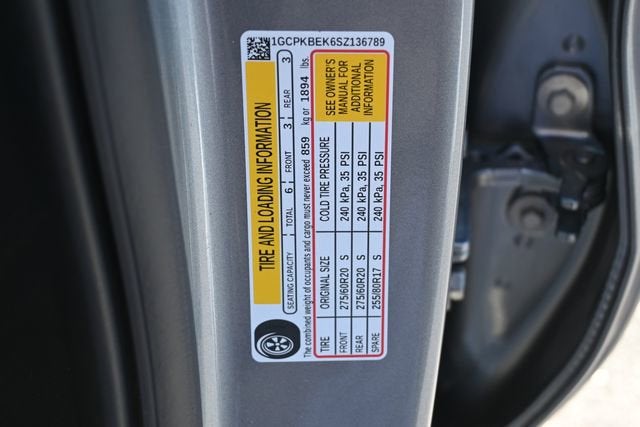 1GCPKBEK6SZ136789
TIRE AND LOADING INFORMATION
SEATING CAPACITY TOTAL 6 FRONT 3 REAR 3
The combined weight of occupants and cargo must never exceed 859 kg or 1894 lbs.
TIRE ORIGINAL SIZE COLD TIRE PRESSURE
FRONT 275/60R20 S 240 kPa, 35 PSI
REAR 275/60R20 S 240 kPa, 35 PSI
SPARE 255/80R17 S 240 kPa, 35 PSI
SEE OWNER'S
MANUAL FOR
ADDITIONAL
INFORMATION